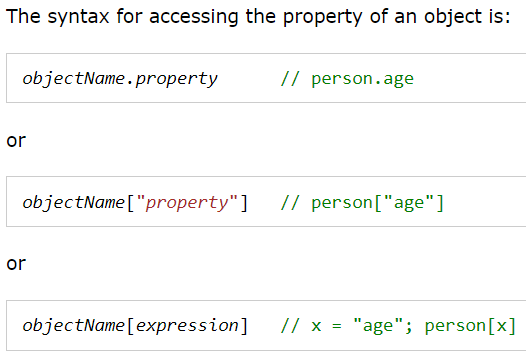 The syntax for accessing the property of an object is:
objectName.property // person.age
or
objectName["property"] // person["age"]
or
objectName[expression] // x = "age"; person[x]